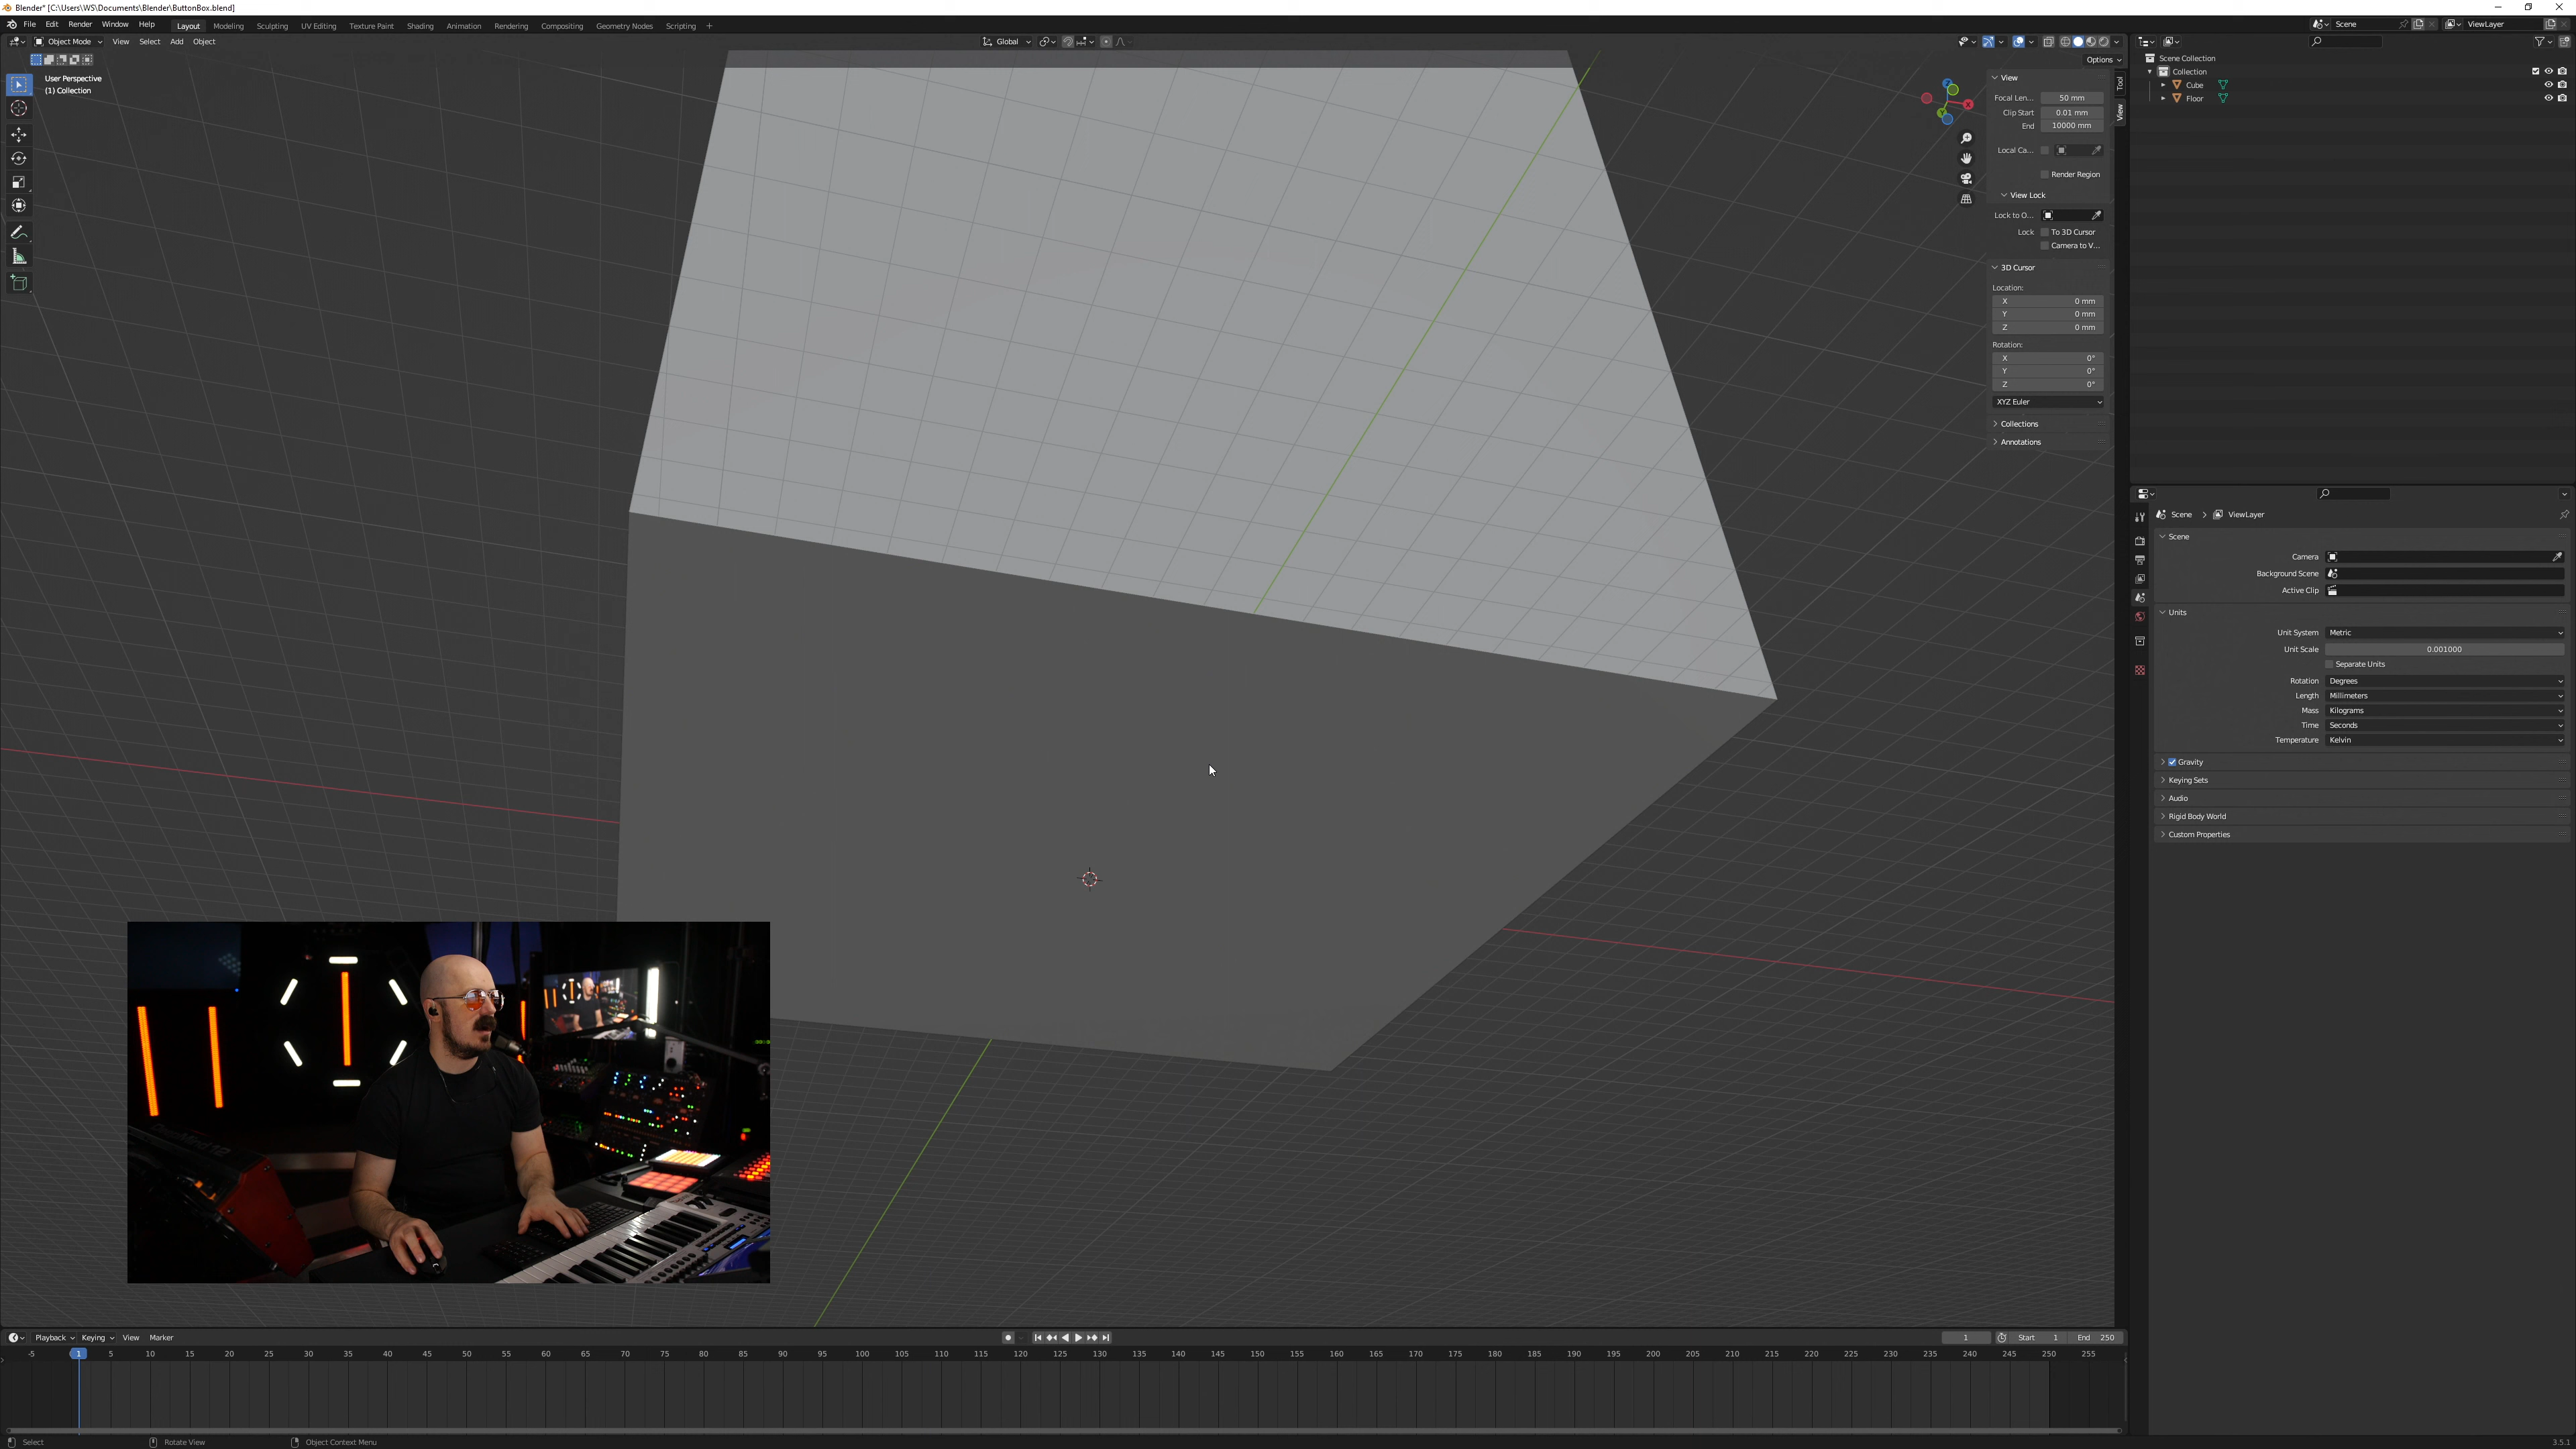 Blender* [C:\Users\WS\Documents\Blender\ButtonBox.blend]
File Edit Render Window Help Layout Modeling Sculpting UV Editing Texture Paint Shading Animation Rendering Compositing Geometry Nodes Scripting + Scene ViewLayer
Object Mode View Select Add Object Global
Options
User Perspective
(1) Collection
View
Focal Len... 50 mm
Clip Start 0.01 mm
End 10000 mm
Local Ca...
Render Region
View Lock
Lock to O...
Lock To 3D Cursor
Camera to V...
3D Cursor
Location:
X 0 mm
Y 0 mm
Z 0 mm
Rotation:
X 0°
Y 0°
Z 0°
XYZ Euler
Collections
Annotations
Tool
View
X
Scene Collection
Collection
Cube
Floor
Scene > ViewLayer
Scene
Camera
Background Scene
Active Clip
Units
Unit System Metric
Unit Scale 0.001000
Separate Units
Rotation Degrees
Length Millimeters
Mass Kilograms
Time Seconds
Temperature Kelvin
Gravity
Keying Sets
Audio
Rigid Body World
Custom Properties
Playback Keying View Marker 1 Start 1 End 250
-5 1 5 10 15 20 25 30 35 40 45 50 55 60 65 70 75 80 85 90 95 100 105 110 115 120 125 130 135 140 145 150 155 160 165 170 175 180 185 190 195 200 205 210 215 220 225 230 235 240 245 250 255
Select Rotate View Object Context Menu 3.5.1